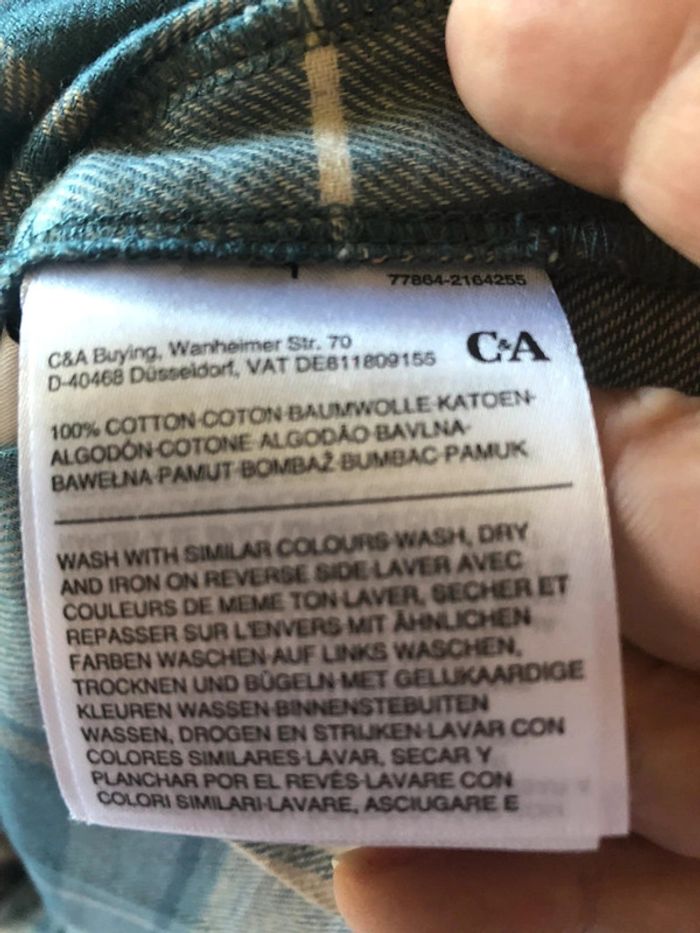 77864-2164255
C&A Buying, Wanheimer Str. 70
D-40468 Düsseldorf, VAT DE811809155
C&A
100% COTTON-COTON-BAUMWOLLE-KATOEN-
ALGODÓN-COTONE-ALGODÃO-BAVLNA-
BAWEŁNA-PAMUT-BOMBAŽ-BUMBAC-PAMUK
WASH WITH SIMILAR COLOURS-WASH, DRY
AND IRON ON REVERSE SIDE-LAVER AVEC
COULEURS DE MEME TON-LAVER, SECHER ET
REPASSER SUR L'ENVERS-MIT ÄHNLICHEN
FARBEN WASCHEN-AUF LINKS WASCHEN,
TROCKNEN UND BÜGELN-MET GELIJKAARDIGE
KLEUREN WASSEN-BINNENSTEBUITEN
WASSEN, DROGEN EN STRIJKEN-LAVAR CON
COLORES SIMILARES-LAVAR, SECAR Y
PLANCHAR POR EL REVÉS-LAVARE CON
COLORI SIMILARI-LAVARE, ASCIUGARE E